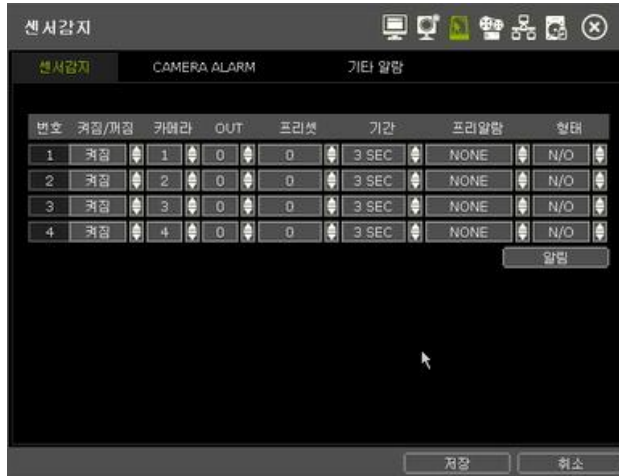 센서감지
센서감지 CAMERA ALARM 기타 알람
번호 켜짐/꺼짐 카메라 OUT 프리셋 기간 프리알람 형태
1 켜짐 1 0 0 3 SEC NONE N/O
2 켜짐 2 0 0 3 SEC NONE N/O
3 켜짐 3 0 0 3 SEC NONE N/O
4 켜짐 4 0 0 3 SEC NONE N/O
알림
저장 취소